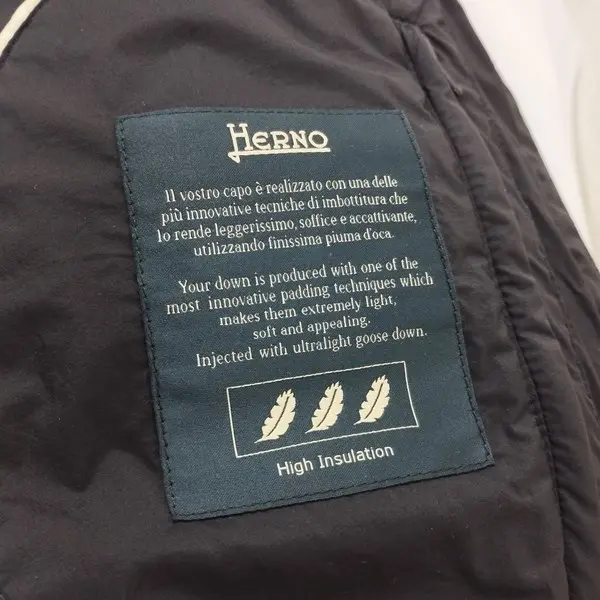 HERNO
Il vostro capo è realizzato con una delle
più innovative tecniche di imbottitura che
lo rende leggerissimo, soffice e accattivante,
utilizzando finissima piuma d'oca.
Your down is produced with one of the
most innovative padding techniques which
makes them extremely light,
soft and appealing.
Injected with ultralight goose down.
High Insulation